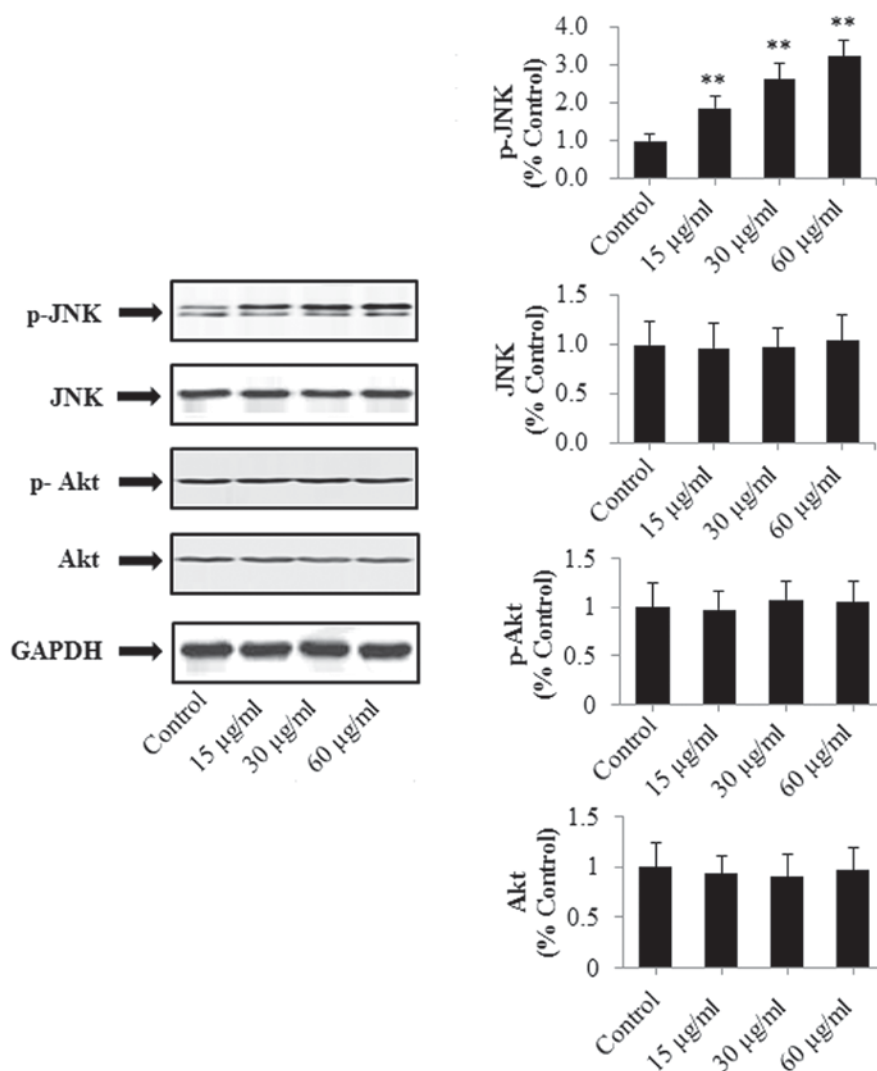 p-JNK
JNK
p- Akt
Akt
GAPDH
Control
15 µg/ml
30 µg/ml
60 µg/ml
p-JNK
(% Control)
4.0
3.0
2.0
1.0
0.0
**
**
**
Control
15 µg/ml
30 µg/ml
60 µg/ml
JNK
(% Control)
1.5
1.0
0.5
0.0
Control
15 µg/ml
30 µg/ml
60 µg/ml
p-Akt
(% Control)
1.5
1
0.5
0
Control
15 µg/ml
30 µg/ml
60 µg/ml
Akt
(% Control)
1.5
1
0.5
0
Control
15 µg/ml
30 µg/ml
60 µg/ml